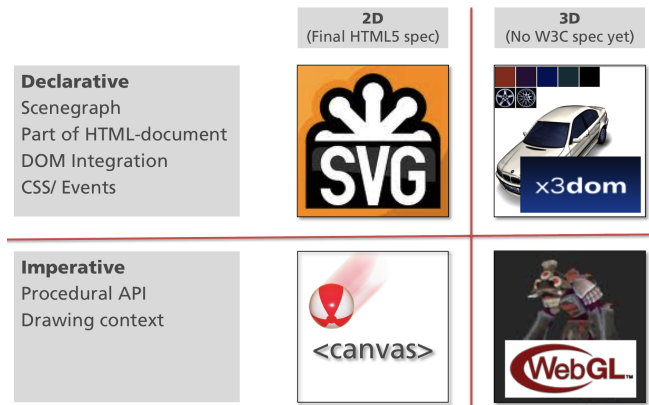 2D
(Final HTML5 spec)
3D
(No W3C spec yet)
Declarative
Scenegraph
Part of HTML-document
DOM Integration
CSS/ Events
SVG
x3dom
Imperative
Procedural API
Drawing context
<canvas>
WebGL™